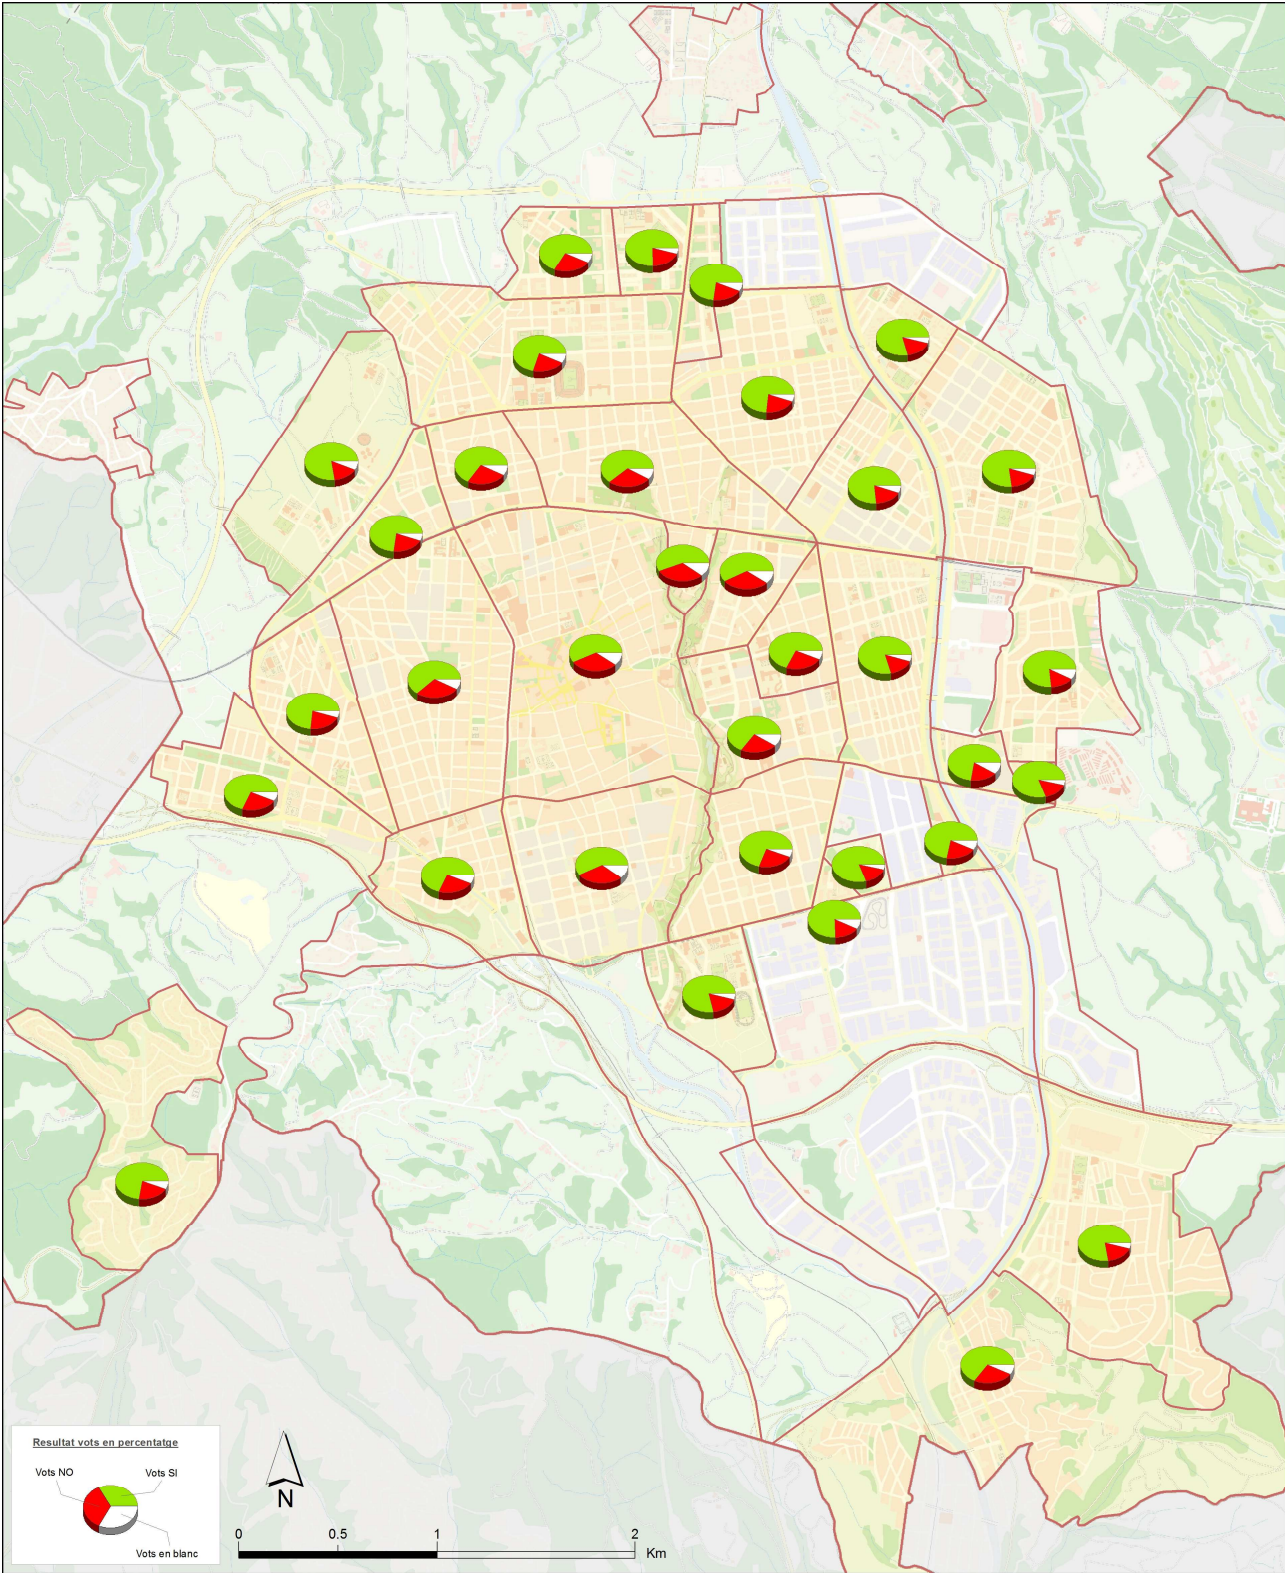 Resultat vots en percentatge
Vots NO
Vots SI
Vots en blanc
N
0 0.5 1 2
Km